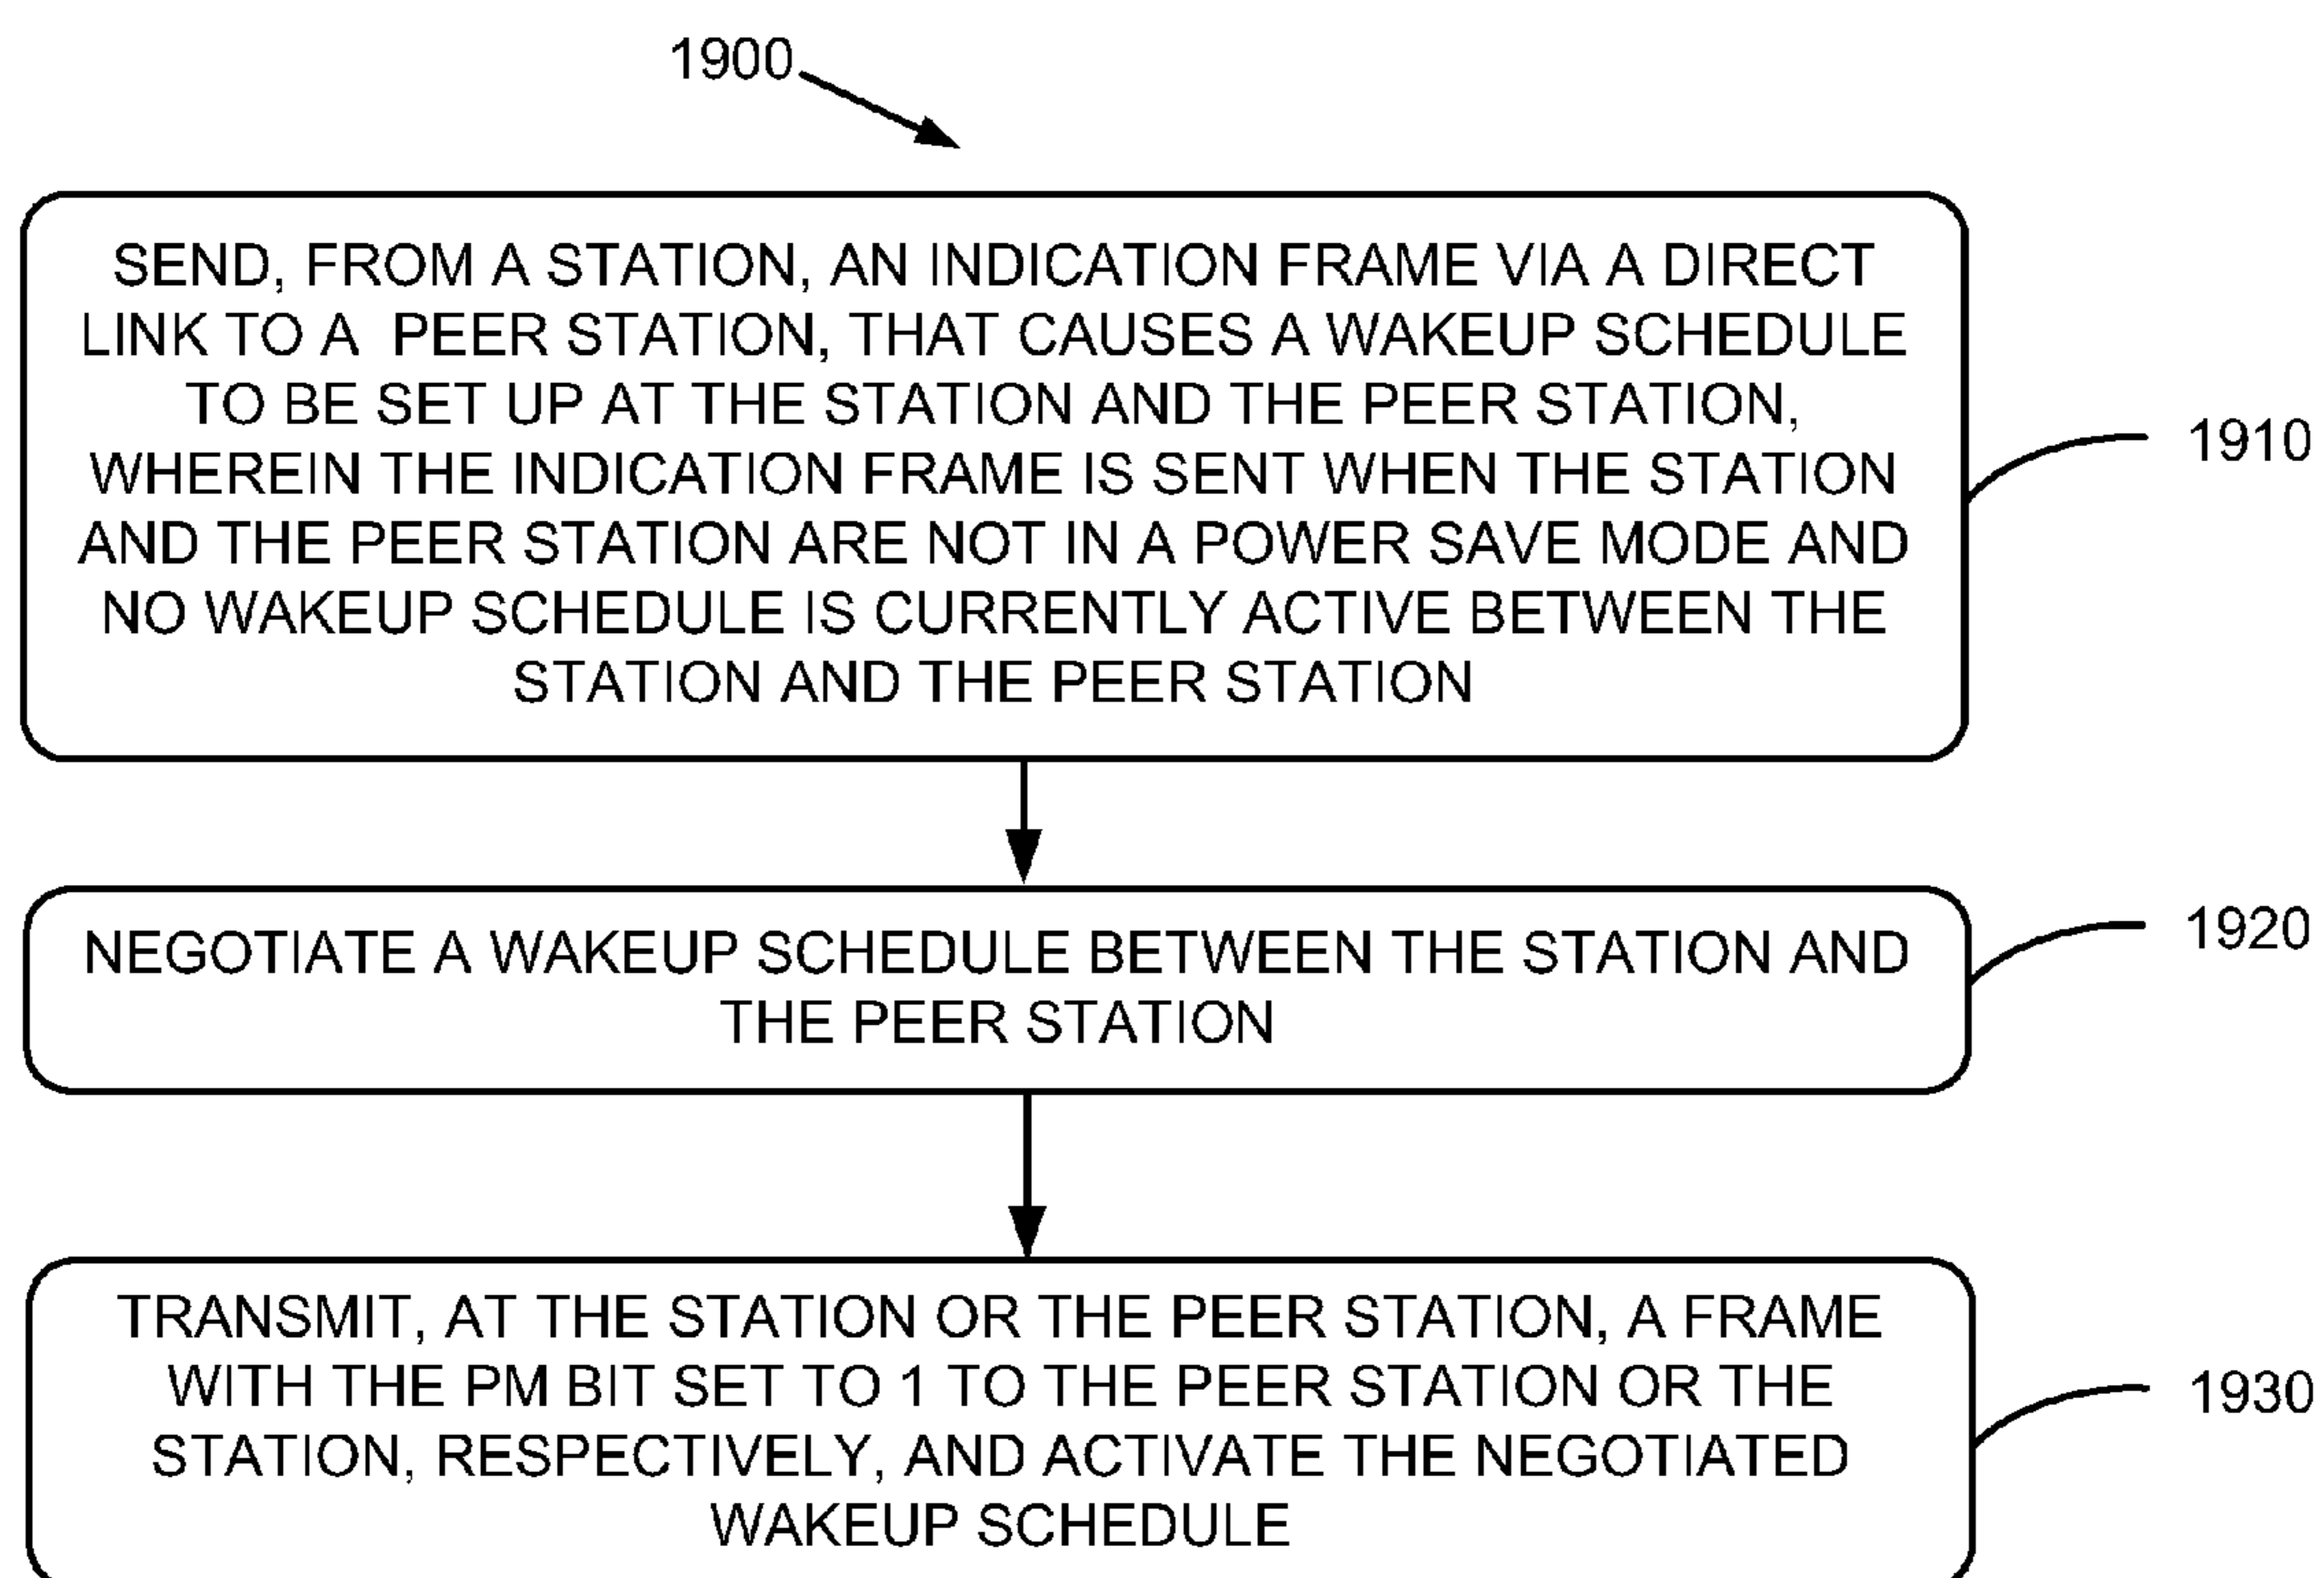 1900
SEND, FROM A STATION, AN INDICATION FRAME VIA A DIRECT
LINK TO A PEER STATION, THAT CAUSES A WAKEUP SCHEDULE
TO BE SET UP AT THE STATION AND THE PEER STATION,
WHEREIN THE INDICATION FRAME IS SENT WHEN THE STATION
AND THE PEER STATION ARE NOT IN A POWER SAVE MODE AND
NO WAKEUP SCHEDULE IS CURRENTLY ACTIVE BETWEEN THE
STATION AND THE PEER STATION
1910
NEGOTIATE A WAKEUP SCHEDULE BETWEEN THE STATION AND
THE PEER STATION
1920
TRANSMIT, AT THE STATION OR THE PEER STATION, A FRAME
WITH THE PM BIT SET TO 1 TO THE PEER STATION OR THE
STATION, RESPECTIVELY, AND ACTIVATE THE NEGOTIATED
WAKEUP SCHEDULE
1930